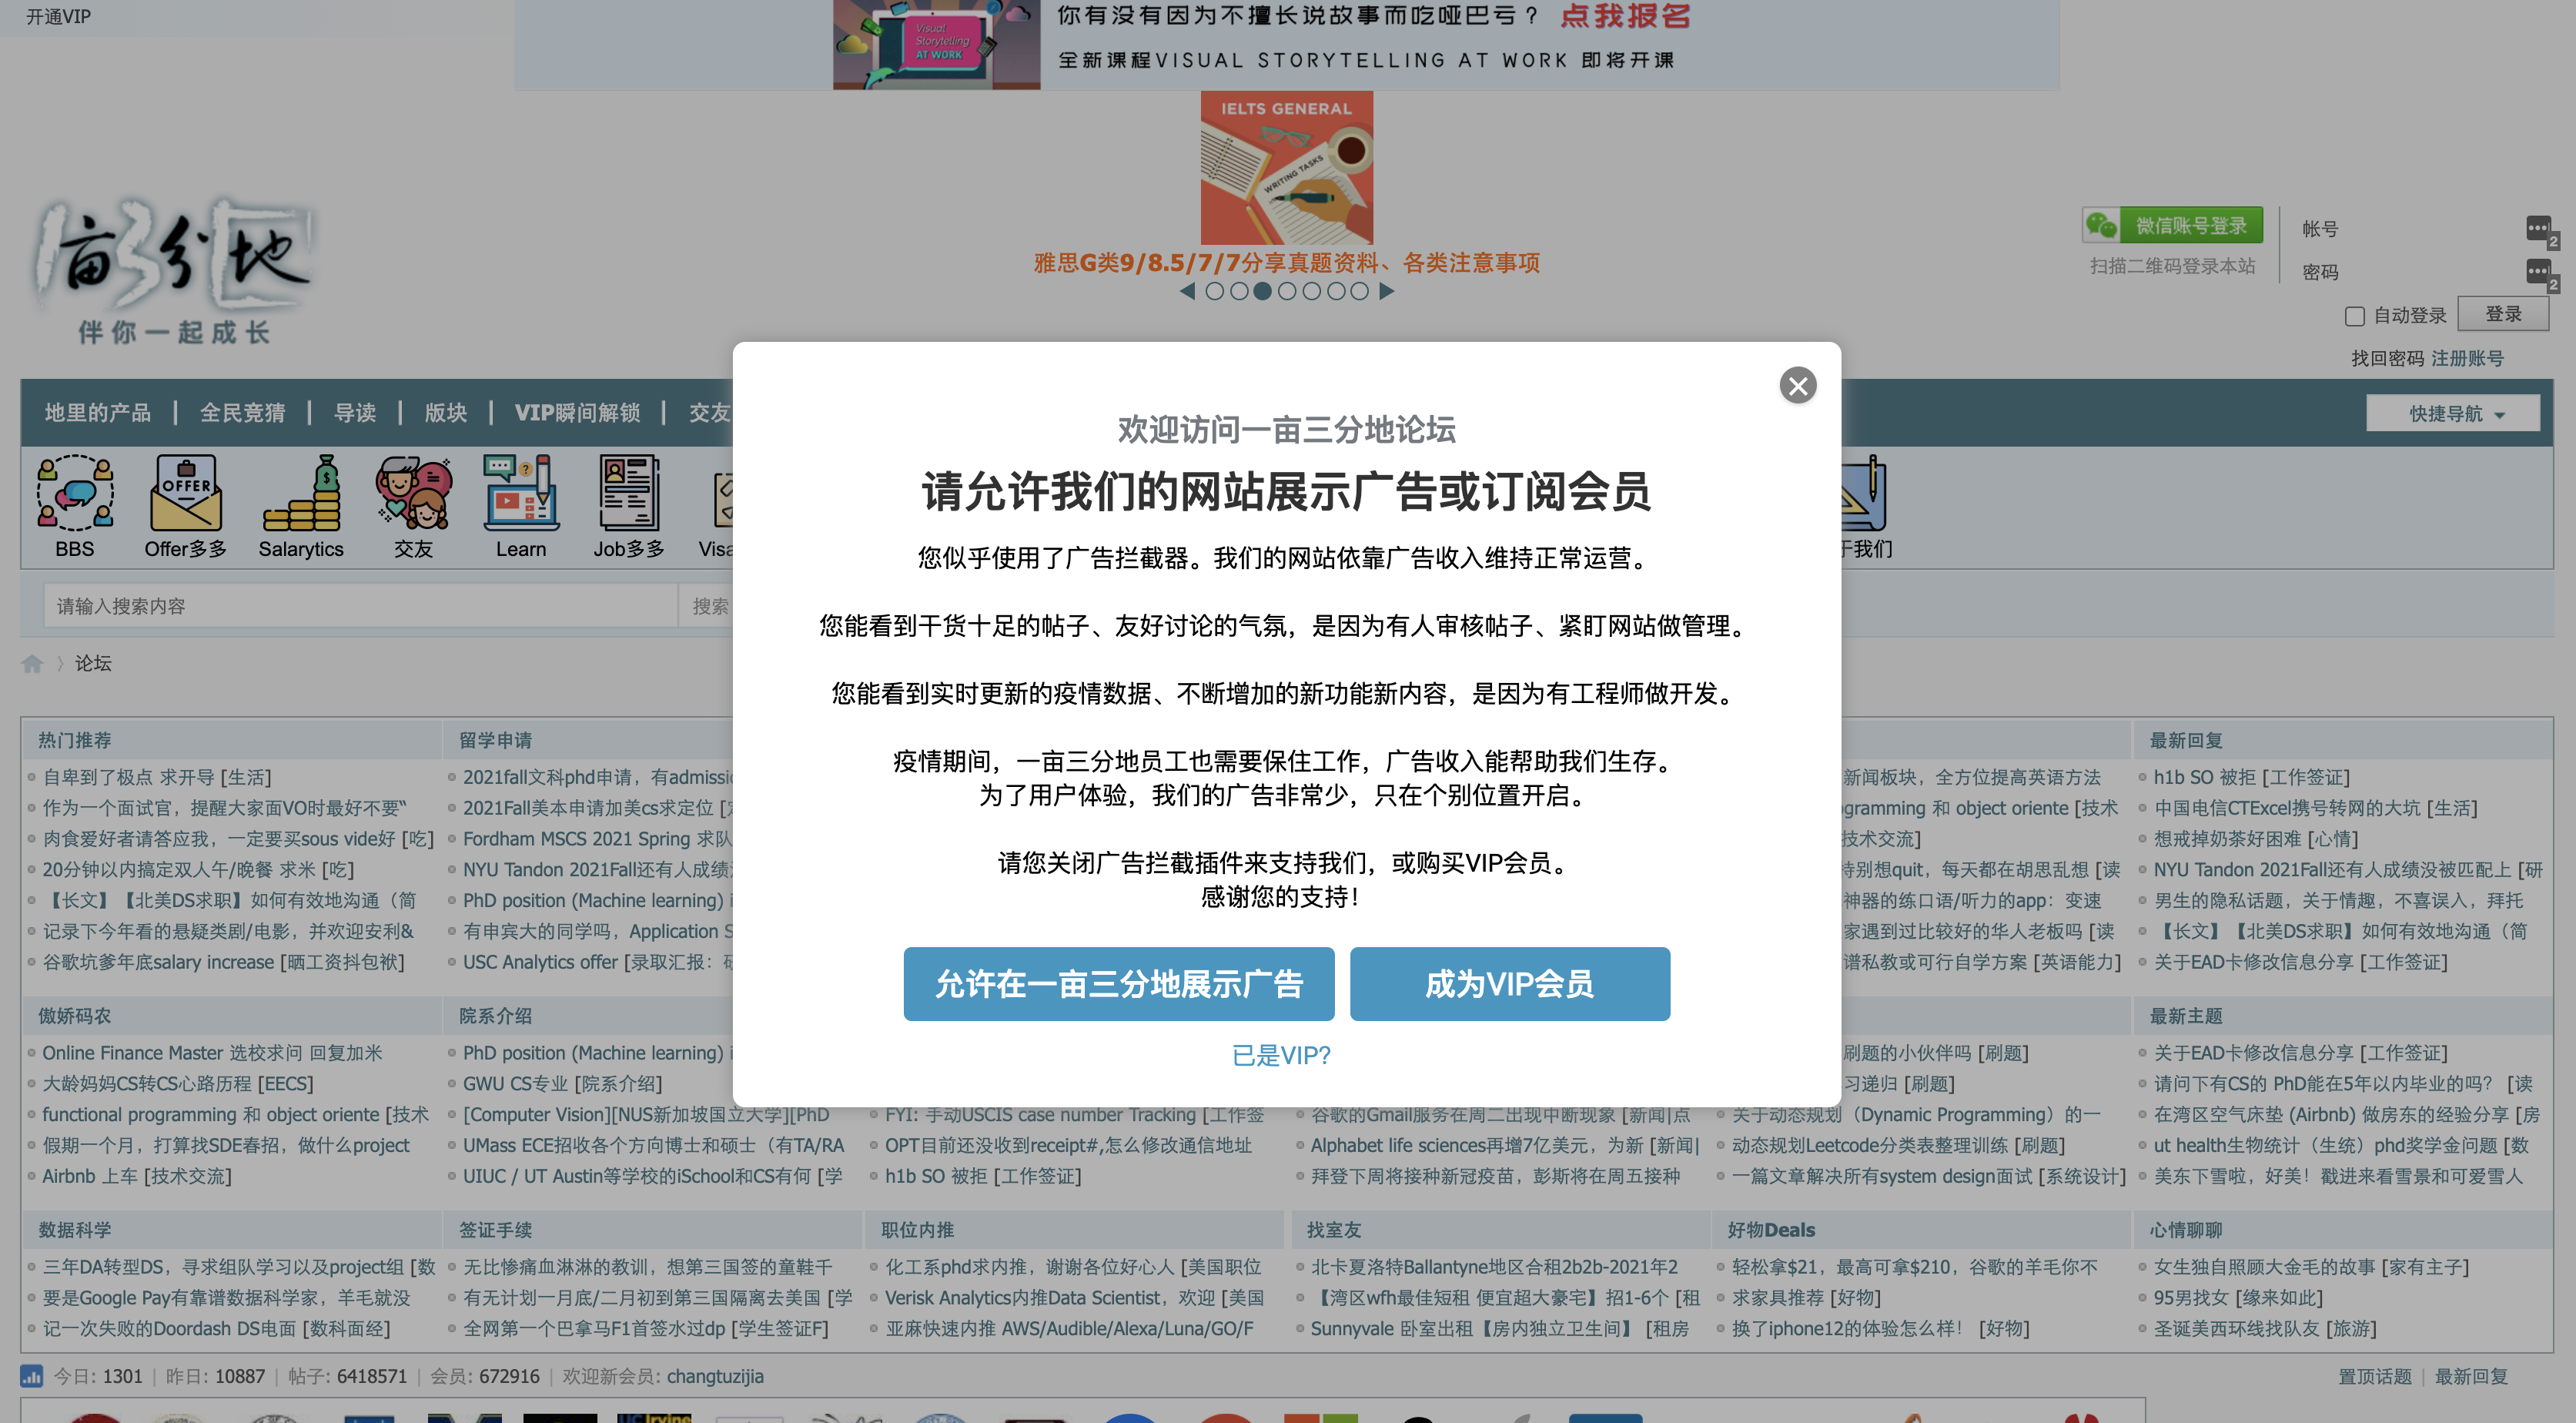 开通VIP
Visual
Storytelling
AT WORK
你有没有因为不擅长说故事而吃哑巴亏？ 点我报名
全新课程VISUAL STORYTELLING AT WORK 即将开课
IELTS GENERAL
WRITING TASKS
雅思G类9/8.5/7/7分享真题资料、各类注意事项
一亩三分地
伴你一起成长
微信账号登录
扫描二维码登录本站
帐号
2
密码
2
自动登录 登录
找回密码 注册账号
地里的产品 | 全民竞猜 | 导读 | 版块 | VIP瞬间解锁 | 交友
快捷导航
OFFER
BBS Offer多多 Salarytics 交友 Learn Job多多 Visa
于我们
请输入搜索内容 搜索
论坛
欢迎访问一亩三分地论坛
请允许我们的网站展示广告或订阅会员
您似乎使用了广告拦截器。我们的网站依靠广告收入维持正常运营。
您能看到干货十足的帖子、友好讨论的气氛，是因为有人审核帖子、紧盯网站做管理。
您能看到实时更新的疫情数据、不断增加的新功能新内容，是因为有工程师做开发。
疫情期间，一亩三分地员工也需要保住工作，广告收入能帮助我们生存。
为了用户体验，我们的广告非常少，只在个别位置开启。
请您关闭广告拦截插件来支持我们，或购买VIP会员。
感谢您的支持！
允许在一亩三分地展示广告 成为VIP会员
已是VIP?
热门推荐
自卑到了极点 求开导 [生活]
作为一个面试官，提醒大家面VO时最好不要“
肉食爱好者请答应我，一定要买sous vide好 [吃]
20分钟以内搞定双人午/晚餐 求米 [吃]
【长文】【北美DS求职】如何有效地沟通（简
记录下今年看的悬疑类剧/电影，并欢迎安利&
谷歌坑爹年底salary increase [晒工资抖包袱]
留学申请
2021fall文科phd申请，有admissi
2021Fall美本申请加美cs求定位 [
Fordham MSCS 2021 Spring 求队
NYU Tandon 2021Fall还有人成绩
PhD position (Machine learning) i
有申宾大的同学吗，Application S
USC Analytics offer [录取汇报：
新闻板块，全方位提高英语方法
gramming 和 object oriente [技术
技术交流]
特别想quit，每天都在胡思乱想 [读
神器的练口语/听力的app：变速
家遇到过比较好的华人老板吗 [读
谱私教或可行自学方案 [英语能力]
最新回复
h1b SO 被拒 [工作签证]
中国电信CTExcel携号转网的大坑 [生活]
想戒掉奶茶好困难 [心情]
NYU Tandon 2021Fall还有人成绩没被匹配上 [研
男生的隐私话题，关于情趣，不喜误入，拜托
【长文】【北美DS求职】如何有效地沟通（简
关于EAD卡修改信息分享 [工作签证]
傲娇码农
Online Finance Master 选校求问 回复加米
大龄妈妈CS转CS心路历程 [EECS]
functional programming 和 object oriente [技术
假期一个月，打算找SDE春招，做什么project
Airbnb 上车 [技术交流]
院系介绍
PhD position (Machine learning) i
GWU CS专业 [院系介绍]
[Computer Vision][NUS新加坡国立大学][PhD
UMass ECE招收各个方向博士和硕士（有TA/RA
UIUC / UT Austin等学校的iSchool和CS有何 [学
FYI: 手动USCIS case number Tracking [工作签
OPT目前还没收到receipt#,怎么修改通信地址
h1b SO 被拒 [工作签证]
谷歌的Gmail服务在周二出现中断现象 [新闻|点
Alphabet life sciences再增7亿美元，为新 [新闻|
拜登下周将接种新冠疫苗，彭斯将在周五接种
刷题的小伙伴吗 [刷题]
习递归 [刷题]
关于动态规划（Dynamic Programming）的一
动态规划Leetcode分类表整理训练 [刷题]
一篇文章解决所有system design面试 [系统设计]
最新主题
关于EAD卡修改信息分享 [工作签证]
请问下有CS的 PhD能在5年以内毕业的吗？ [读
在湾区空气床垫 (Airbnb) 做房东的经验分享 [房
ut health生物统计（生统）phd奖学金问题 [数
美东下雪啦，好美！戳进来看雪景和可爱雪人
数据科学
三年DA转型DS，寻求组队学习以及project组 [数
要是Google Pay有靠谱数据科学家，羊毛就没
记一次失败的Doordash DS电面 [数科面经]
签证手续
无比惨痛血淋淋的教训，想第三国签的童鞋千
有无计划一月底/二月初到第三国隔离去美国 [学
全网第一个巴拿马F1首签水过dp [学生签证F]
职位内推
化工系phd求内推，谢谢各位好心人 [美国职位
Verisk Analytics内推Data Scientist，欢迎 [美国
亚麻快速内推 AWS/Audible/Alexa/Luna/GO/F
找室友
北卡夏洛特Ballantyne地区合租2b2b-2021年2
【湾区wfh最佳短租 便宜超大豪宅】招1-6个 [租
Sunnyvale 卧室出租【房内独立卫生间】 [租房
好物Deals
轻松拿$21，最高可拿$210，谷歌的羊毛你不
求家具推荐 [好物]
换了iphone12的体验怎么样！ [好物]
心情聊聊
女生独自照顾大金毛的故事 [家有主子]
95男找女 [缘来如此]
圣诞美西环线找队友 [旅游]
今日: 1301 | 昨日: 10887 | 帖子: 6418571 | 会员: 672916 | 欢迎新会员: changtuzijia
置顶话题 | 最新回复
UC Irvine